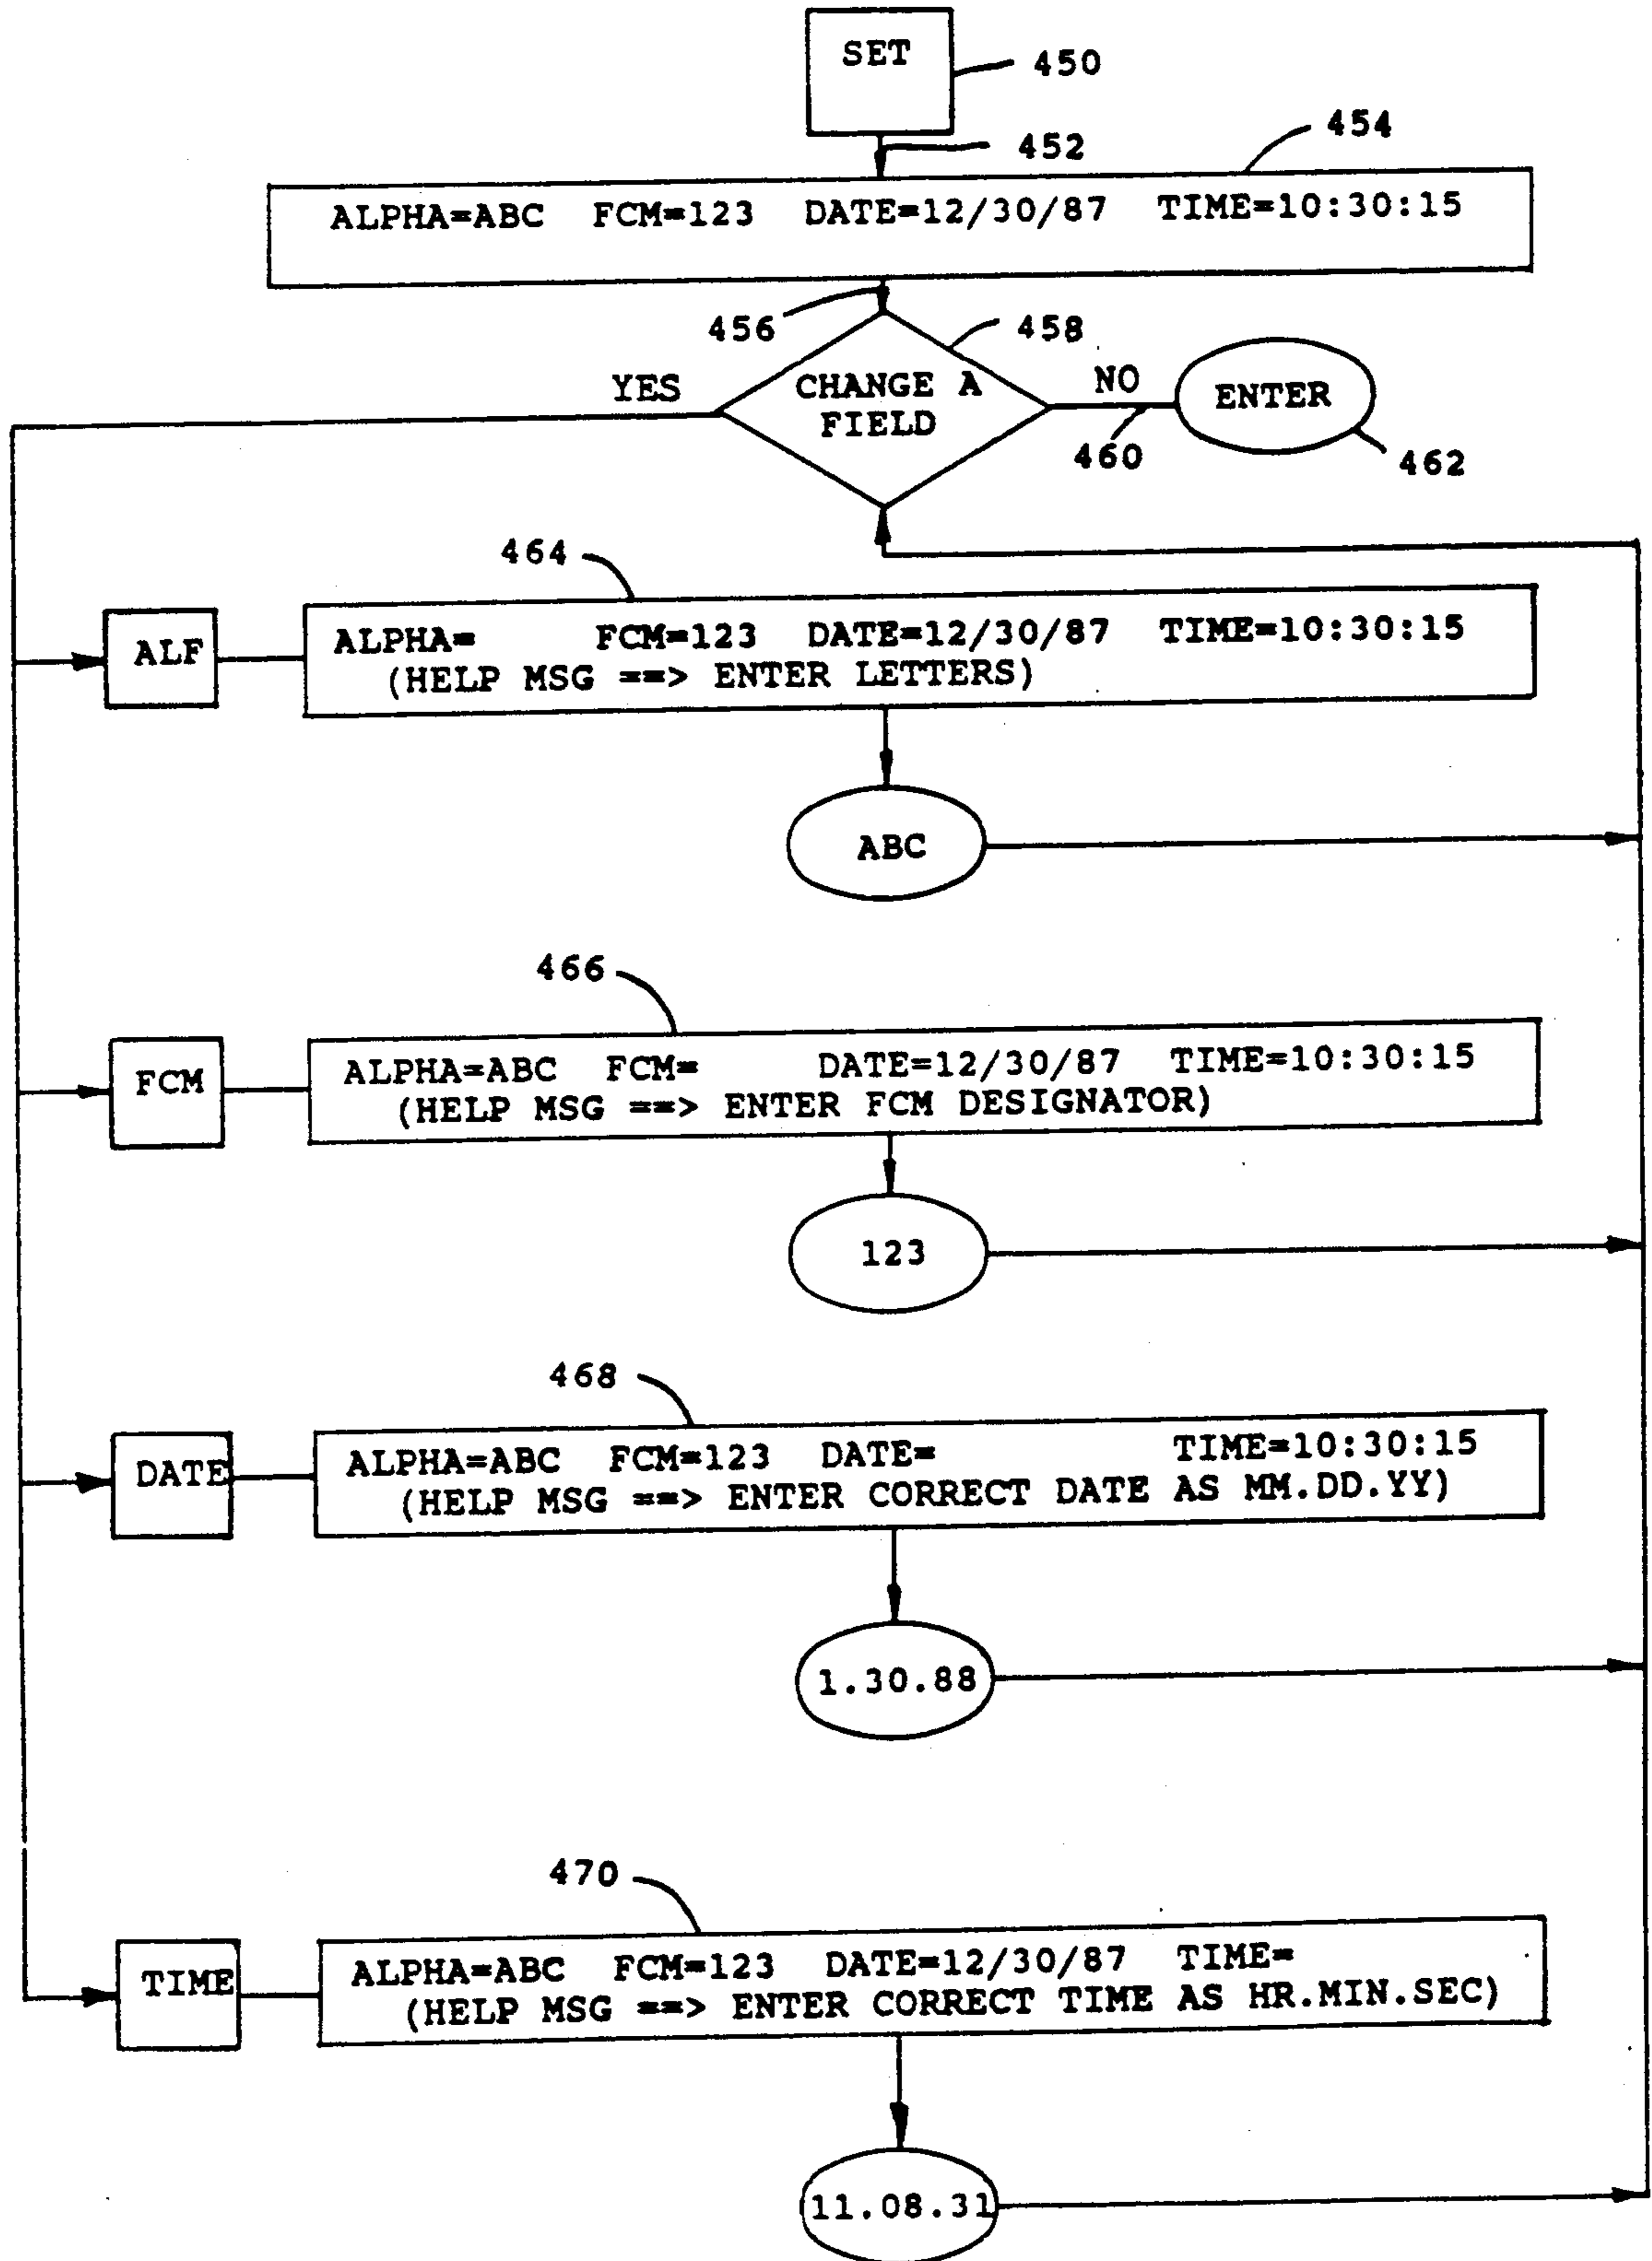 SET
450
452
454
ALPHA=ABC FCM=123 DATE=12/30/87 TIME=10:30:15
456
458
YES
CHANGE A
FIELD
NO
ENTER
460
462
464
ALF
ALPHA= FCM=123 DATE=12/30/87 TIME=10:30:15
(HELP MSG ==> ENTER LETTERS)
ABC
466
FCM
ALPHA=ABC FCM= DATE=12/30/87 TIME=10:30:15
(HELP MSG ==> ENTER FCM DESIGNATOR)
123
468
DATE
ALPHA=ABC FCM=123 DATE= TIME=10:30:15
(HELP MSG ==> ENTER CORRECT DATE AS MM.DD.YY)
1.30.88
470
TIME
ALPHA=ABC FCM=123 DATE=12/30/87 TIME=
(HELP MSG ==> ENTER CORRECT TIME AS HR.MIN.SEC)
11.08.31